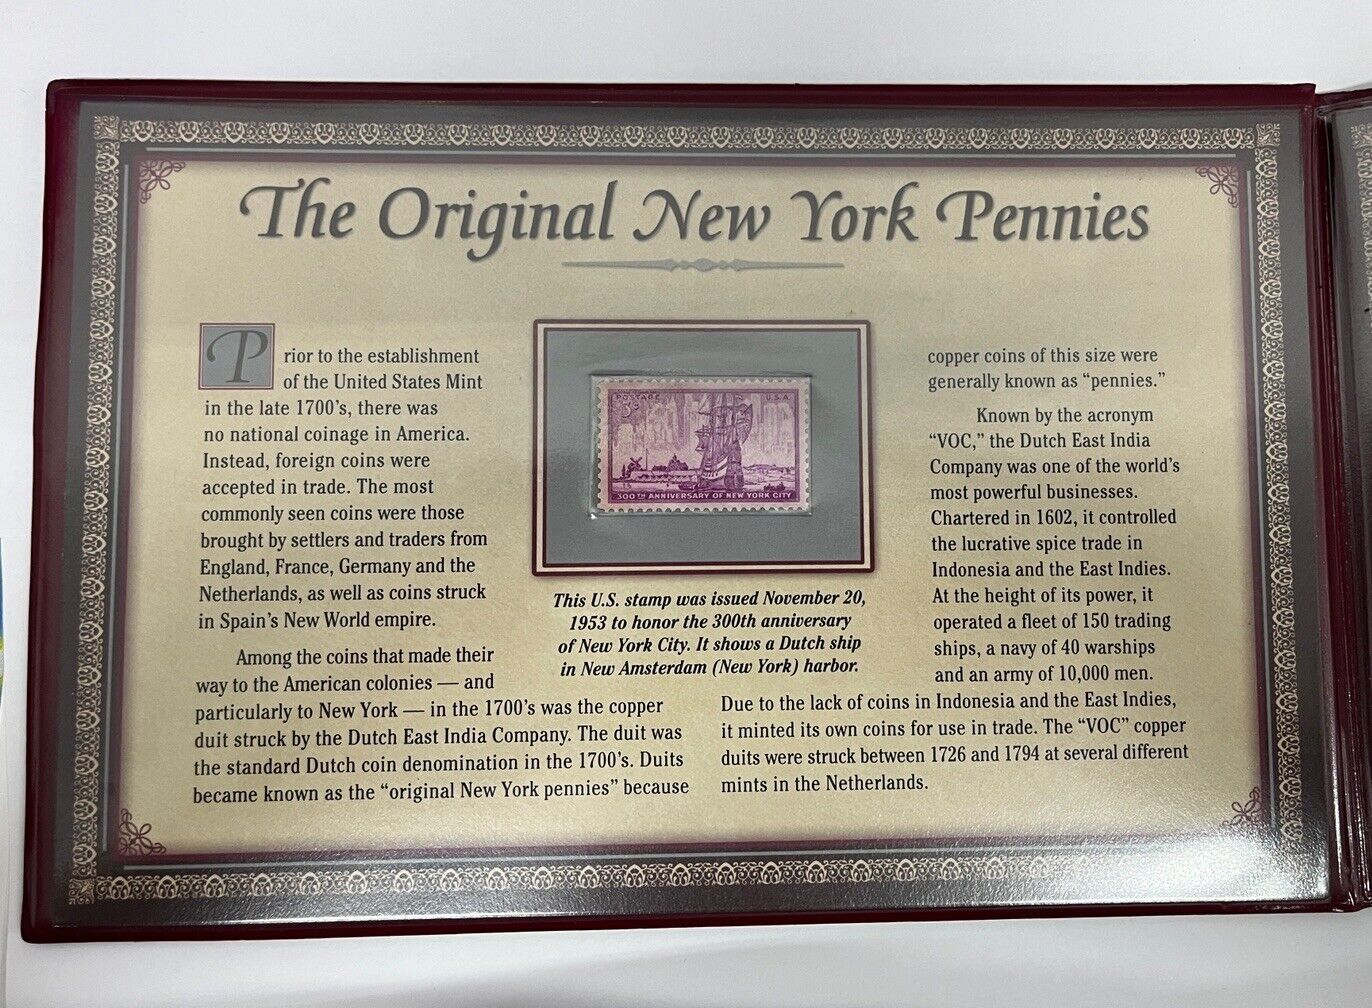 The Original New York Pennies
Prior to the establishment
of the United States Mint
in the late 1700's, there was
no national coinage in America.
Instead, foreign coins were
accepted in trade. The most
commonly seen coins were those
brought by settlers and traders from
England, France, Germany and the
Netherlands, as well as coins struck
in Spain's New World empire.
Among the coins that made their
way to the American colonies — and
particularly to New York — in the 1700's was the copper
duit struck by the Dutch East India Company. The duit was
the standard Dutch coin denomination in the 1700's. Duits
became known as the "original New York pennies" because
POSTAGE U.S.A.
3¢
300TH ANNIVERSARY OF NEW YORK CITY
This U.S. stamp was issued November 20,
1953 to honor the 300th anniversary
of New York City. It shows a Dutch ship
in New Amsterdam (New York) harbor.
copper coins of this size were
generally known as "pennies."
Known by the acronym
"VOC," the Dutch East India
Company was one of the world's
most powerful businesses.
Chartered in 1602, it controlled
the lucrative spice trade in
Indonesia and the East Indies.
At the height of its power, it
operated a fleet of 150 trading
ships, a navy of 40 warships
and an army of 10,000 men.
Due to the lack of coins in Indonesia and the East Indies,
it minted its own coins for use in trade. The "VOC" copper
duits were struck between 1726 and 1794 at several different
mints in the Netherlands.